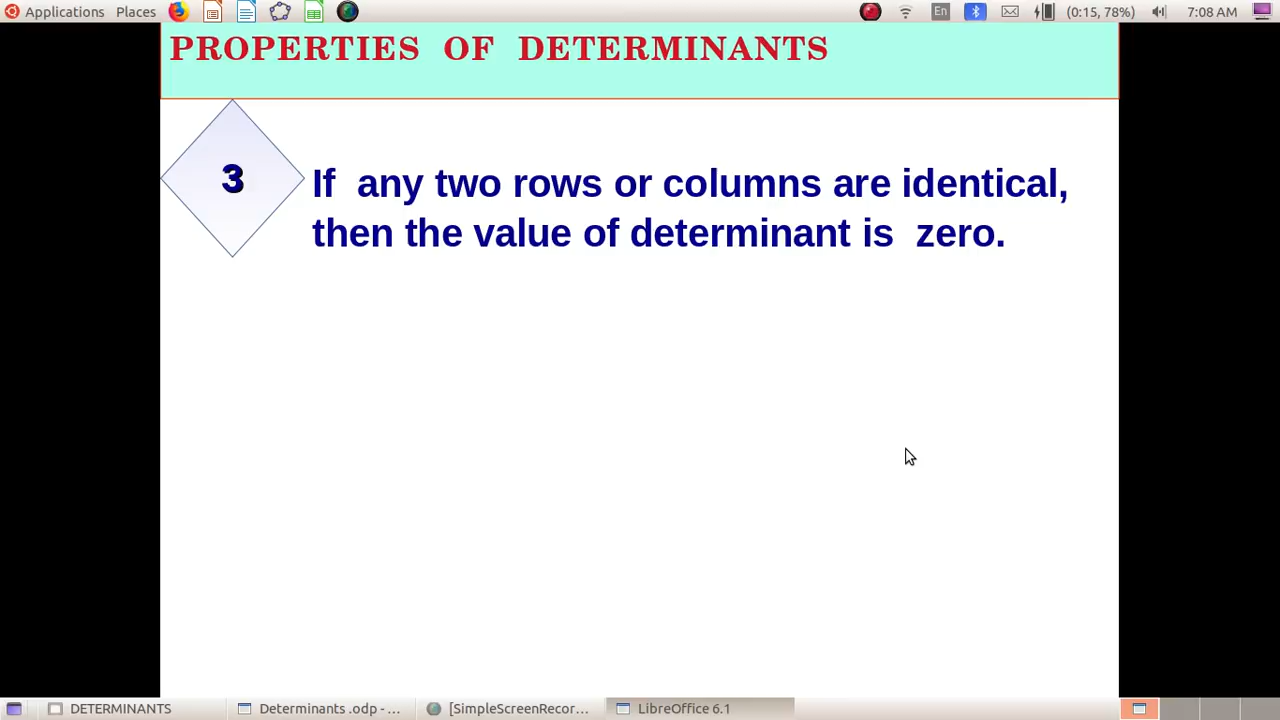 Applications Places En (0:15, 78%) 7:08 AM
PROPERTIES OF DETERMINANTS
3
If any two rows or columns are identical,
then the value of determinant is zero.
DETERMINANTS Determinants .odp - ... [SimpleScreenRecor... LibreOffice 6.1